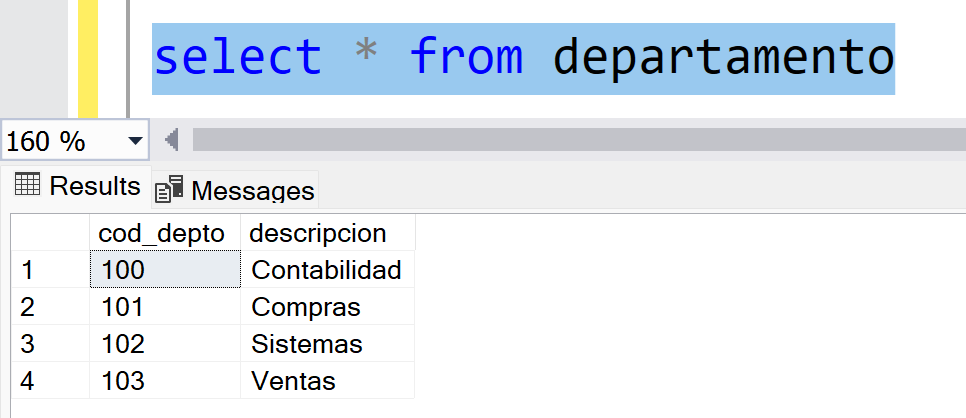 select * from departamento
160 %
Results Messages
cod_depto descripcion
1 100 Contabilidad
2 101 Compras
3 102 Sistemas
4 103 Ventas